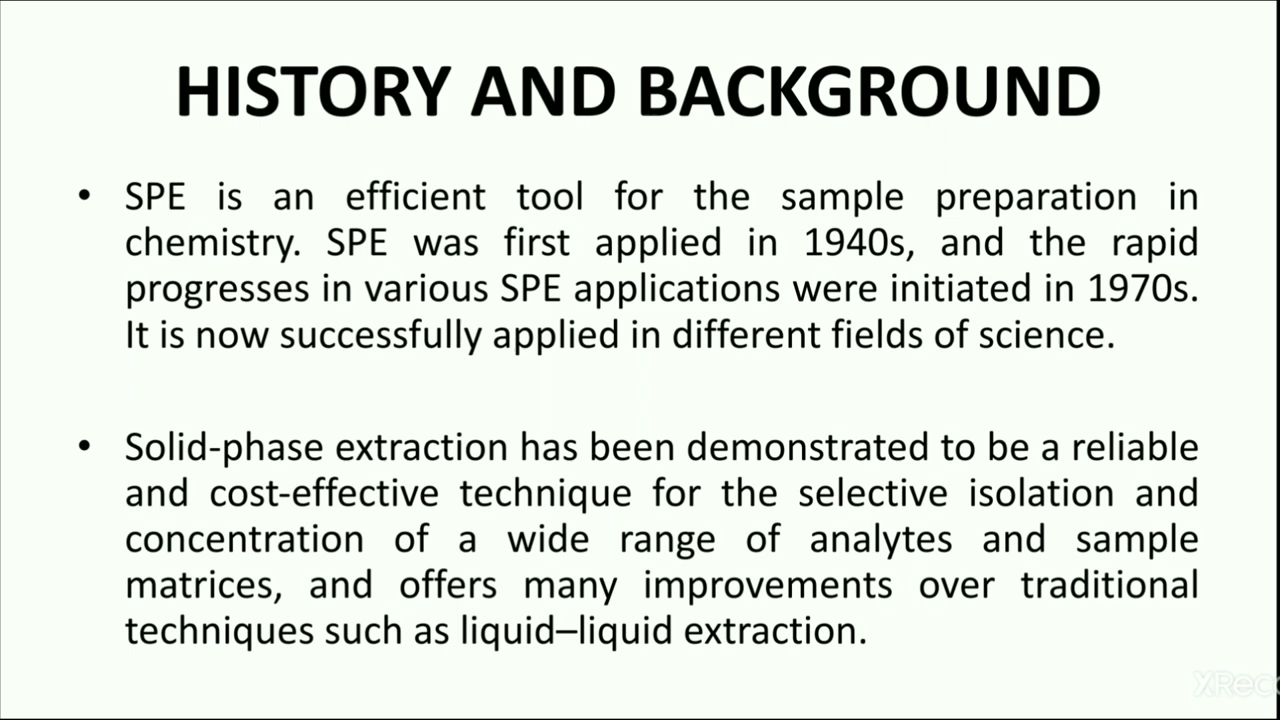 HISTORY AND BACKGROUND
• SPE is an efficient tool for the sample preparation in
chemistry. SPE was first applied in 1940s, and the rapid
progresses in various SPE applications were initiated in 1970s.
It is now successfully applied in different fields of science.
• Solid-phase extraction has been demonstrated to be a reliable
and cost-effective technique for the selective isolation and
concentration of a wide range of analytes and sample
matrices, and offers many improvements over traditional
techniques such as liquid–liquid extraction.